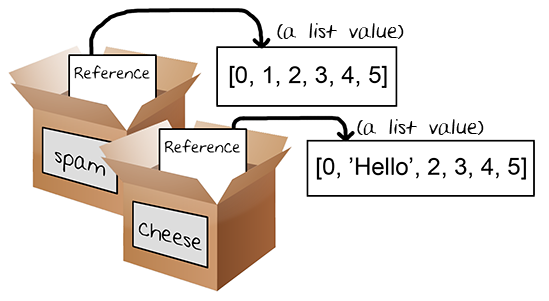 (a list value)
Reference
[0, 1, 2, 3, 4, 5]
spam
(a list value)
Reference
[0, ’Hello’, 2, 3, 4, 5]
cheese